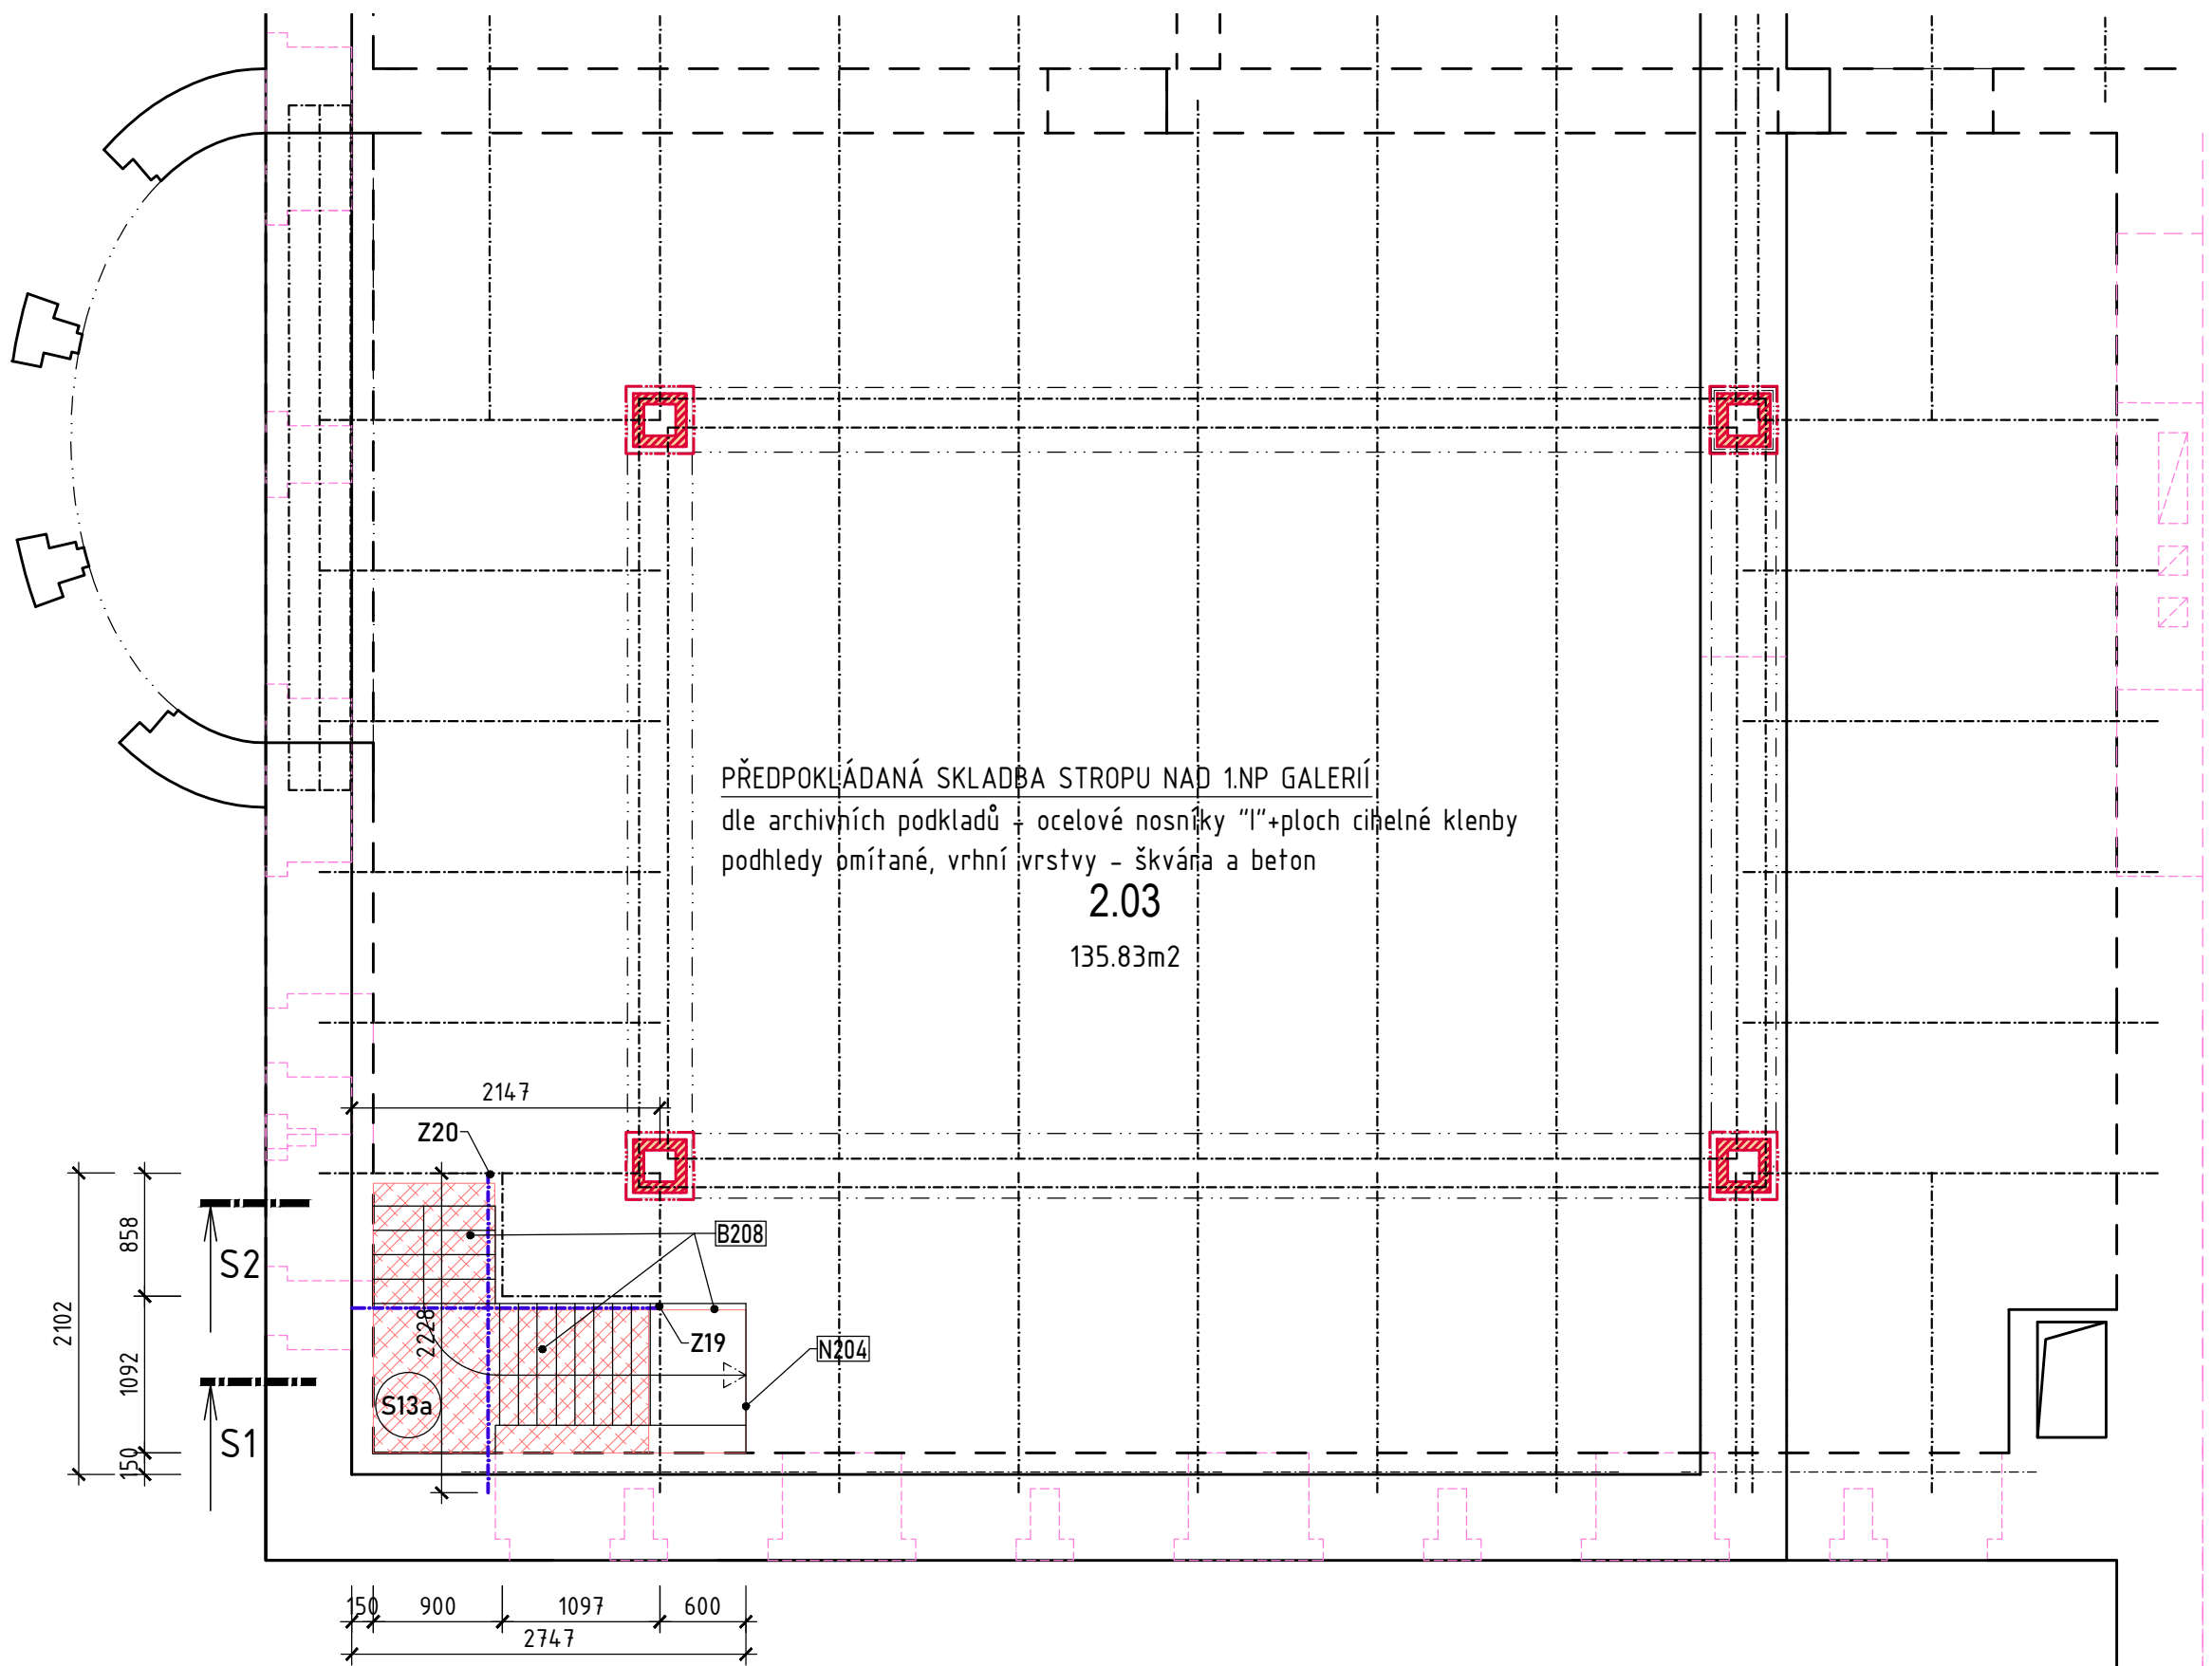 PŘEDPOKLÁDANÁ SKLADBA STROPU NAD 1.NP GALERIÍ
dle archivních podkladů - ocelové nosníky "I"+ploch cihelné klenby
podhledy omítané, vrhní vrstvy - škvára a beton
2.03
135.83m2
2147
Z20
B208
858
S2
2102
2228
Z19
N204
1092
S13a
S1
150
150
900
1097
600
2747